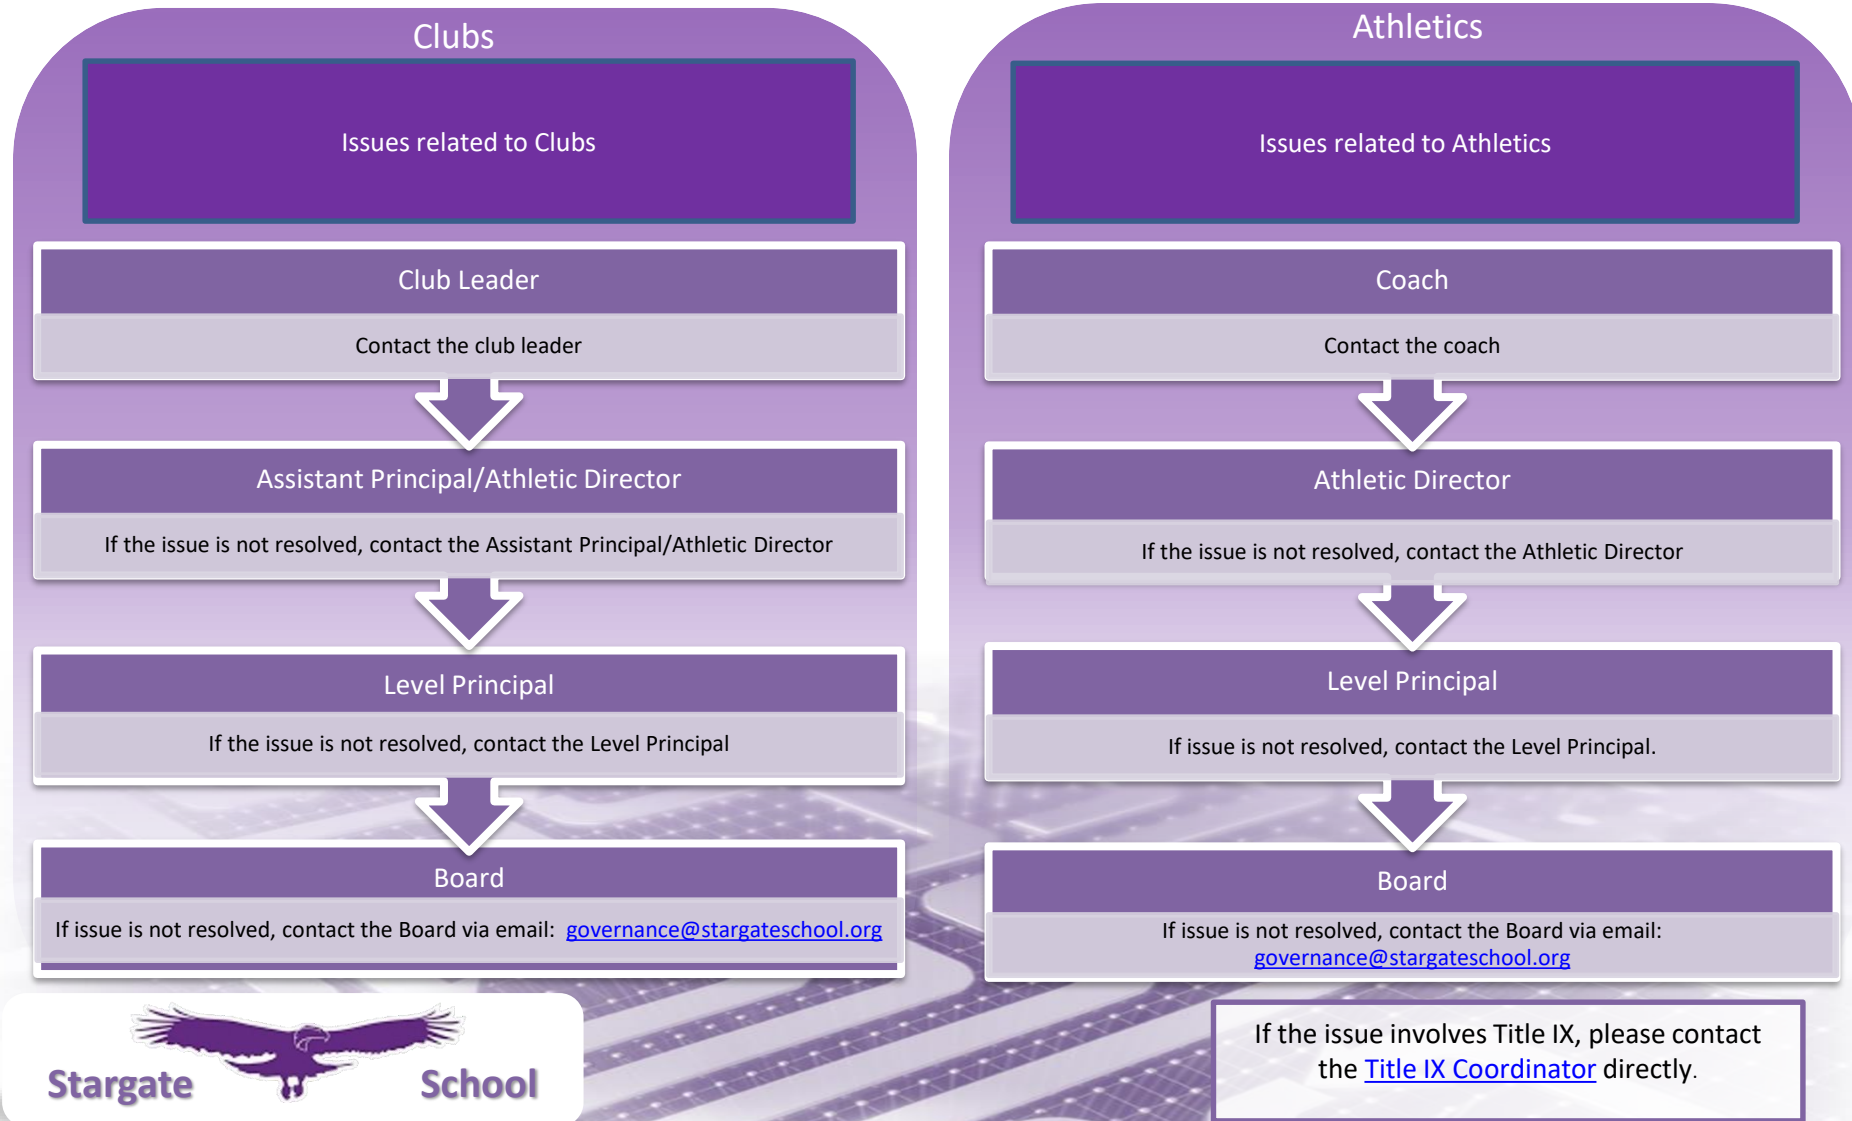 Clubs
Issues related to Clubs
Club Leader
Contact the club leader
Assistant Principal/Athletic Director
If the issue is not resolved, contact the Assistant Principal/Athletic Director
Level Principal
If the issue is not resolved, contact the Level Principal
Board
If issue is not resolved, contact the Board via email: governance@stargateschool.org
Athletics
Issues related to Athletics
Coach
Contact the coach
Athletic Director
If the issue is not resolved, contact the Athletic Director
Level Principal
If issue is not resolved, contact the Level Principal.
Board
If issue is not resolved, contact the Board via email:
governance@stargateschool.org
Stargate School
If the issue involves Title IX, please contact
the Title IX Coordinator directly.